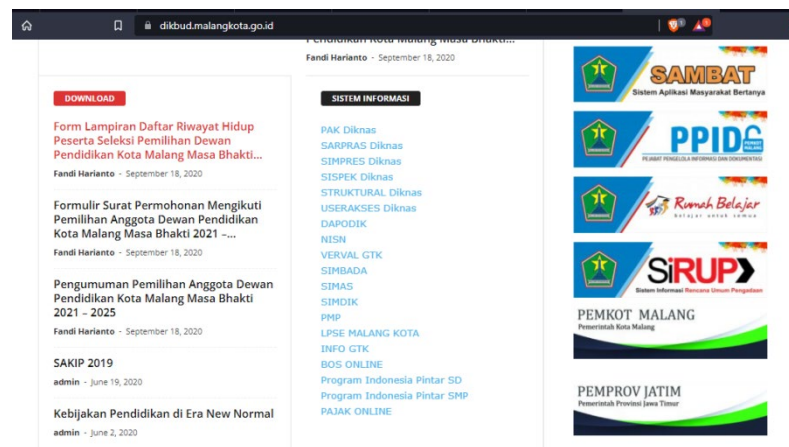 dikbud.malangkota.go.id
Pendidikan Kota Malang Masa Bhakti...
Fandi Harianto - September 18, 2020
DOWNLOAD
Form Lampiran Daftar Riwayat Hidup
Peserta Seleksi Pemilihan Dewan
Pendidikan Kota Malang Masa Bhakti...
Fandi Harianto - September 18, 2020
Formulir Surat Permohonan Mengikuti
Pemilihan Anggota Dewan Pendidikan
Kota Malang Masa Bhakti 2021 –...
Fandi Harianto - September 18, 2020
Pengumuman Pemilihan Anggota Dewan
Pendidikan Kota Malang Masa Bhakti
2021 – 2025
Fandi Harianto - September 18, 2020
SAKIP 2019
admin - June 19, 2020
Kebijakan Pendidikan di Era New Normal
admin - June 2, 2020
SISTEM INFORMASI
PAK Diknas
SARPRAS Diknas
SIMPRES Diknas
SISPEK Diknas
STRUKTURAL Diknas
USERAKSES Diknas
DAPODIK
NISN
VERVAL GTK
SIMBADA
SIMAS
SIMDIK
PMP
LPSE MALANG KOTA
INFO GTK
BOS ONLINE
Program Indonesia Pintar SD
Program Indonesia Pintar SMP
PAJAK ONLINE
SAMBAT
Sistem Aplikasi Masyarakat Bertanya
PPID
PEJABAT PENGELOLA INFORMASI DAN DOKUMENTASI
Rumah Belajar
belajar untuk semua
SiRUP
Sistem Informasi Rencana Umum Pengadaan
PEMKOT MALANG
Pemerintah Kota Malang
PEMPROV JATIM
Pemerintah Provinsi Jawa Timur